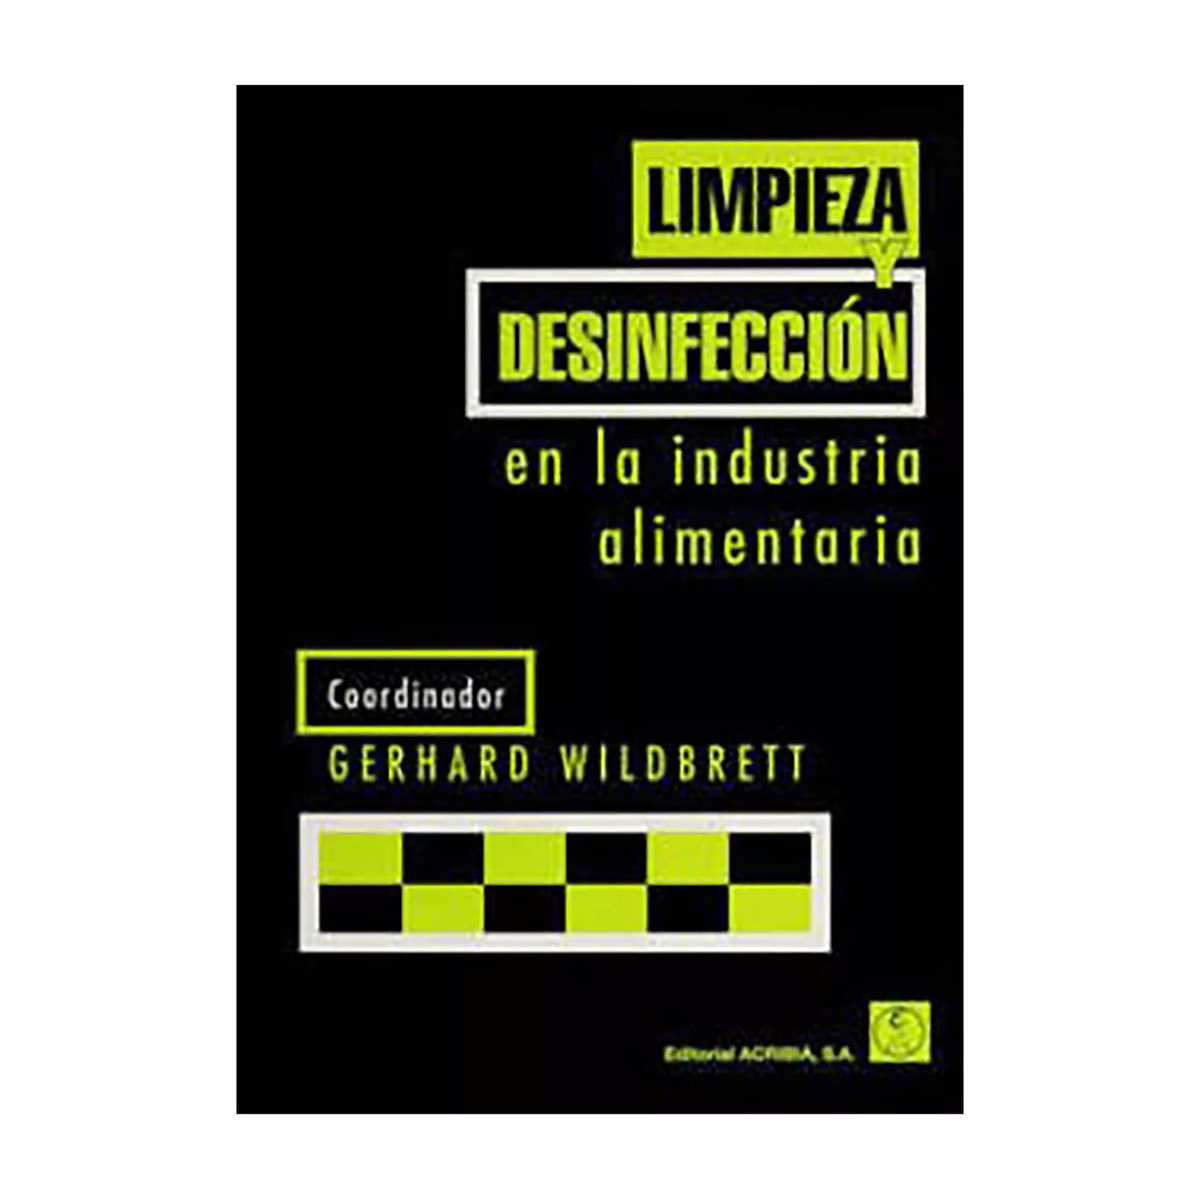 LIMPIEZA
Y
DESINFECCIÓN
en la industria
alimentaria
Coordinador
GERHARD WILDBRETT
Editorial ACRIBIA, S.A.